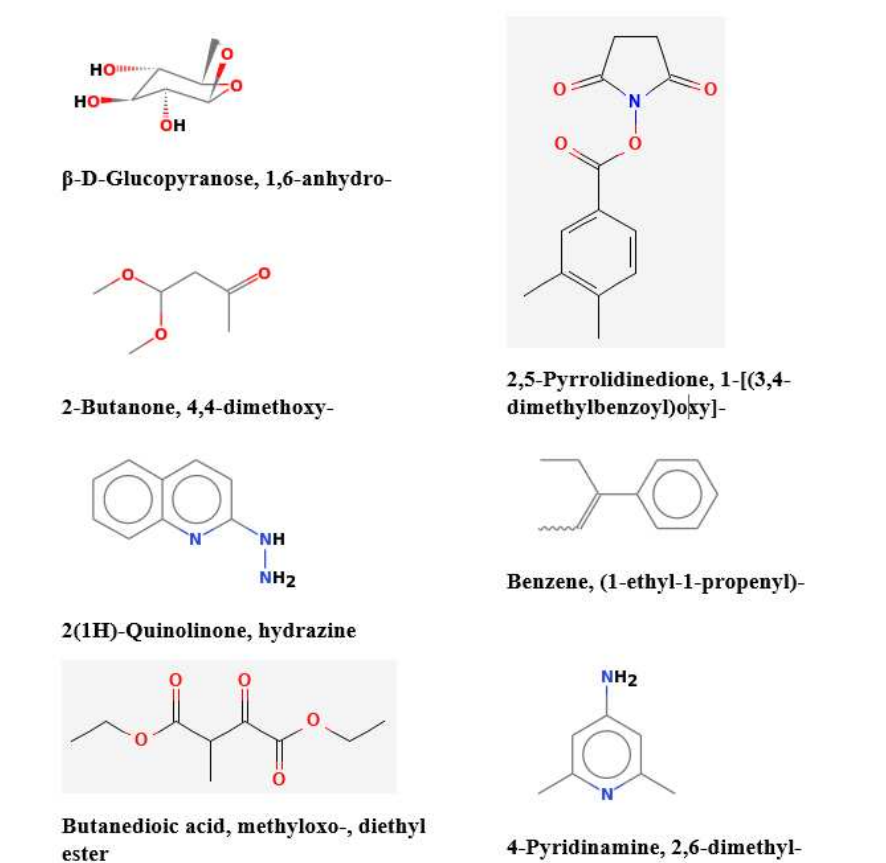 HO
HO
OH
O
O
β-D-Glucopyranose, 1,6-anhydro-
O
N
O
O
O
2,5-Pyrrolidinedione, 1-[(3,4-
dimethylbenzoyl)oxy]-
O
O
O
2-Butanone, 4,4-dimethoxy-
N
NH
NH2
2(1H)-Quinolinone, hydrazine
Benzene, (1-ethyl-1-propenyl)-
O
O
O
O
O
Butanedioic acid, methyloxo-, diethyl
ester
NH2
N
4-Pyridinamine, 2,6-dimethyl-